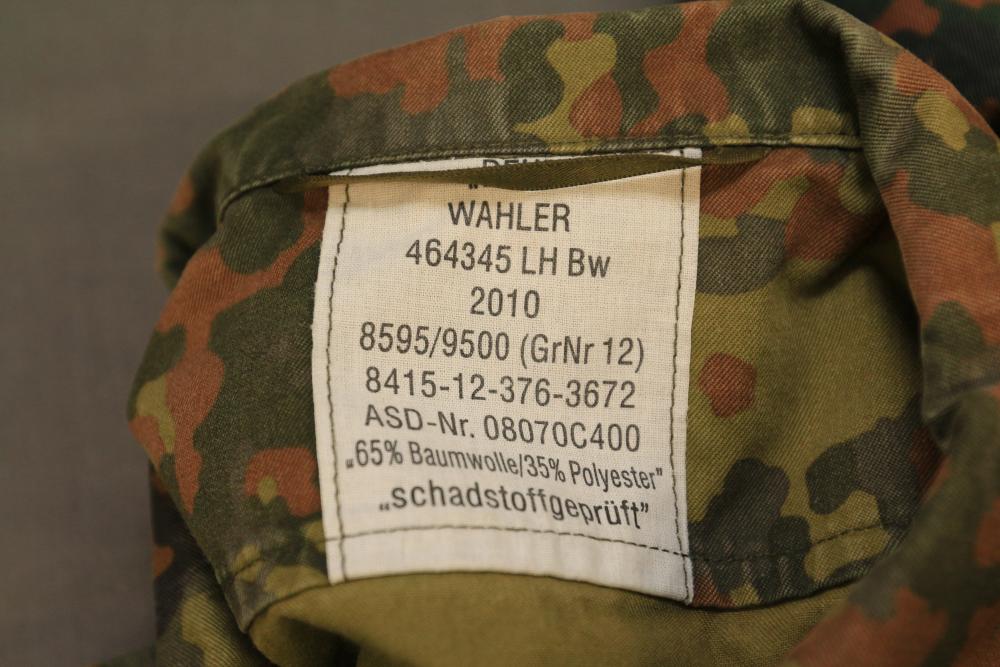 WAHLER
464345 LH Bw
2010
8595/9500 (GrNr 12)
8415-12-376-3672
ASD-Nr. 08070C400
„65% Baumwolle/35% Polyester"
„schadstoffgeprüft"